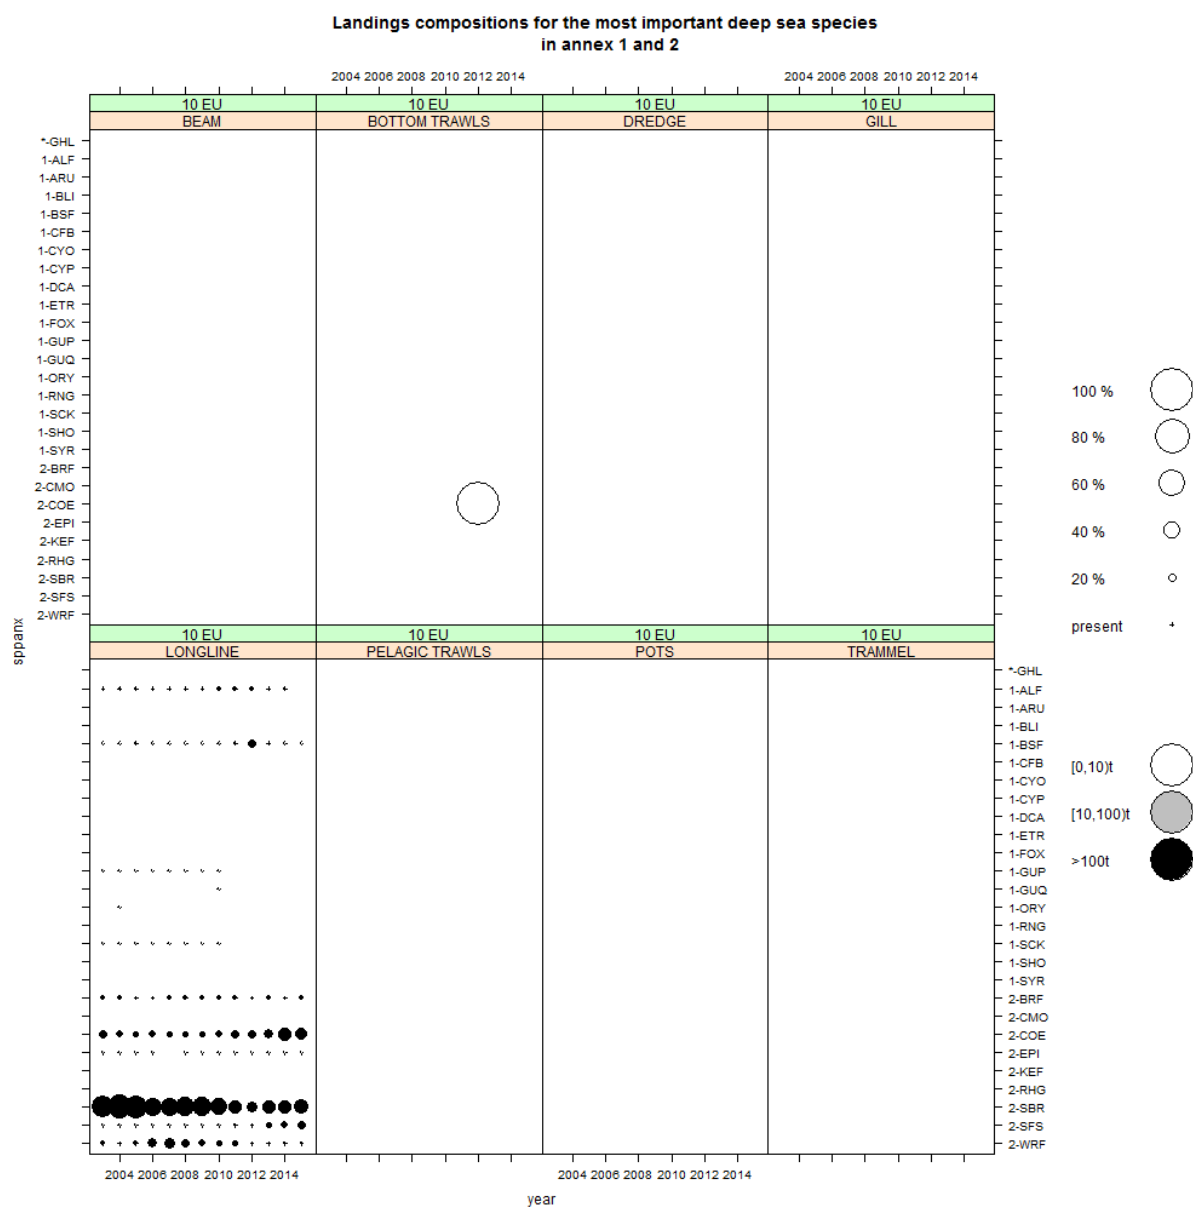 Landings compositions for the most important deep sea species
in annex 1 and 2
2004 2006 2008 2010 2012 2014
2004 2006 2008 2010 2012 2014
10 EU
10 EU
10 EU
10 EU
BEAM
BOTTOM TRAWLS
DREDGE
GILL
*-GHL
1-ALF
1-ARU
1-BLI
1-BSF
1-CFB
1-CYO
1-CYP
1-DCA
1-ETR
1-FOX
1-GUP
1-GUQ
1-ORY
1-RNG
1-SCK
1-SHO
1-SYR
2-BRF
2-CMO
2-COE
2-EPI
2-KEF
2-RHG
2-SBR
2-SFS
2-WRF
sppanx
10 EU
10 EU
10 EU
10 EU
LONGLINE
PELAGIC TRAWLS
POTS
TRAMMEL
*-GHL
1-ALF
1-ARU
1-BLI
1-BSF
1-CFB
1-CYO
1-CYP
1-DCA
1-ETR
1-FOX
1-GUP
1-GUQ
1-ORY
1-RNG
1-SCK
1-SHO
1-SYR
2-BRF
2-CMO
2-COE
2-EPI
2-KEF
2-RHG
2-SBR
2-SFS
2-WRF
2004 2006 2008 2010 2012 2014
2004 2006 2008 2010 2012 2014
year
100 %
80 %
60 %
40 %
20 %
present
[0,10)t
[10,100)t
>100t